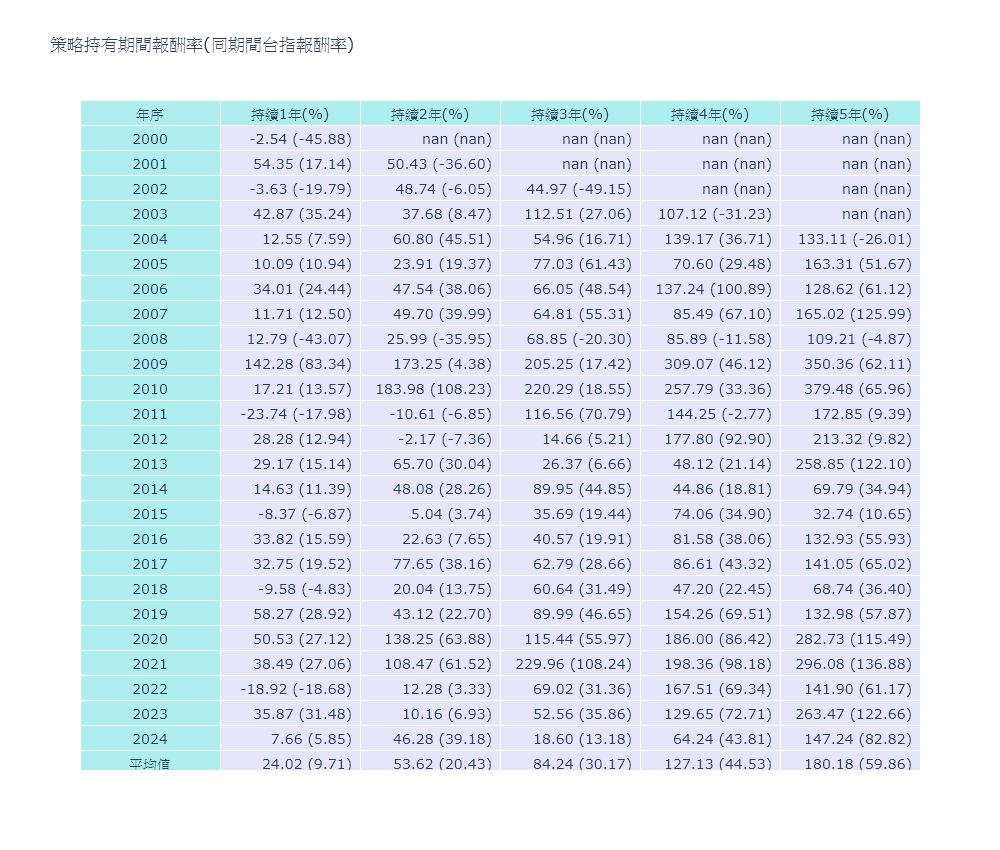 策略持有期間報酬率(同期間台指報酬率)
年序 持續1年(%) 持續2年(%) 持續3年(%) 持續4年(%) 持續5年(%)
2000 -2.54 (-45.88) nan (nan) nan (nan) nan (nan) nan (nan)
2001 54.35 (17.14) 50.43 (-36.60) nan (nan) nan (nan) nan (nan)
2002 -3.63 (-19.79) 48.74 (-6.05) 44.97 (-49.15) nan (nan) nan (nan)
2003 42.87 (35.24) 37.68 (8.47) 112.51 (27.06) 107.12 (-31.23) nan (nan)
2004 12.55 (7.59) 60.80 (45.51) 54.96 (16.71) 139.17 (36.71) 133.11 (-26.01)
2005 10.09 (10.94) 23.91 (19.37) 77.03 (61.43) 70.60 (29.48) 163.31 (51.67)
2006 34.01 (24.44) 47.54 (38.06) 66.05 (48.54) 137.24 (100.89) 128.62 (61.12)
2007 11.71 (12.50) 49.70 (39.99) 64.81 (55.31) 85.49 (67.10) 165.02 (125.99)
2008 12.79 (-43.07) 25.99 (-35.95) 68.85 (-20.30) 85.89 (-11.58) 109.21 (-4.87)
2009 142.28 (83.34) 173.25 (4.38) 205.25 (17.42) 309.07 (46.12) 350.36 (62.11)
2010 17.21 (13.57) 183.98 (108.23) 220.29 (18.55) 257.79 (33.36) 379.48 (65.96)
2011 -23.74 (-17.98) -10.61 (-6.85) 116.56 (70.79) 144.25 (-2.77) 172.85 (9.39)
2012 28.28 (12.94) -2.17 (-7.36) 14.66 (5.21) 177.80 (92.90) 213.32 (9.82)
2013 29.17 (15.14) 65.70 (30.04) 26.37 (6.66) 48.12 (21.14) 258.85 (122.10)
2014 14.63 (11.39) 48.08 (28.26) 89.95 (44.85) 44.86 (18.81) 69.79 (34.94)
2015 -8.37 (-6.87) 5.04 (3.74) 35.69 (19.44) 74.06 (34.90) 32.74 (10.65)
2016 33.82 (15.59) 22.63 (7.65) 40.57 (19.91) 81.58 (38.06) 132.93 (55.93)
2017 32.75 (19.52) 77.65 (38.16) 62.79 (28.66) 86.61 (43.32) 141.05 (65.02)
2018 -9.58 (-4.83) 20.04 (13.75) 60.64 (31.49) 47.20 (22.45) 68.74 (36.40)
2019 58.27 (28.92) 43.12 (22.70) 89.99 (46.65) 154.26 (69.51) 132.98 (57.87)
2020 50.53 (27.12) 138.25 (63.88) 115.44 (55.97) 186.00 (86.42) 282.73 (115.49)
2021 38.49 (27.06) 108.47 (61.52) 229.96 (108.24) 198.36 (98.18) 296.08 (136.88)
2022 -18.92 (-18.68) 12.28 (3.33) 69.02 (31.36) 167.51 (69.34) 141.90 (61.17)
2023 35.87 (31.48) 10.16 (6.93) 52.56 (35.86) 129.65 (72.71) 263.47 (122.66)
2024 7.66 (5.85) 46.28 (39.18) 18.60 (13.18) 64.24 (43.81) 147.24 (82.82)
平均值 24.02 (9.71) 53.62 (20.43) 84.24 (30.17) 127.13 (44.53) 180.18 (59.86)